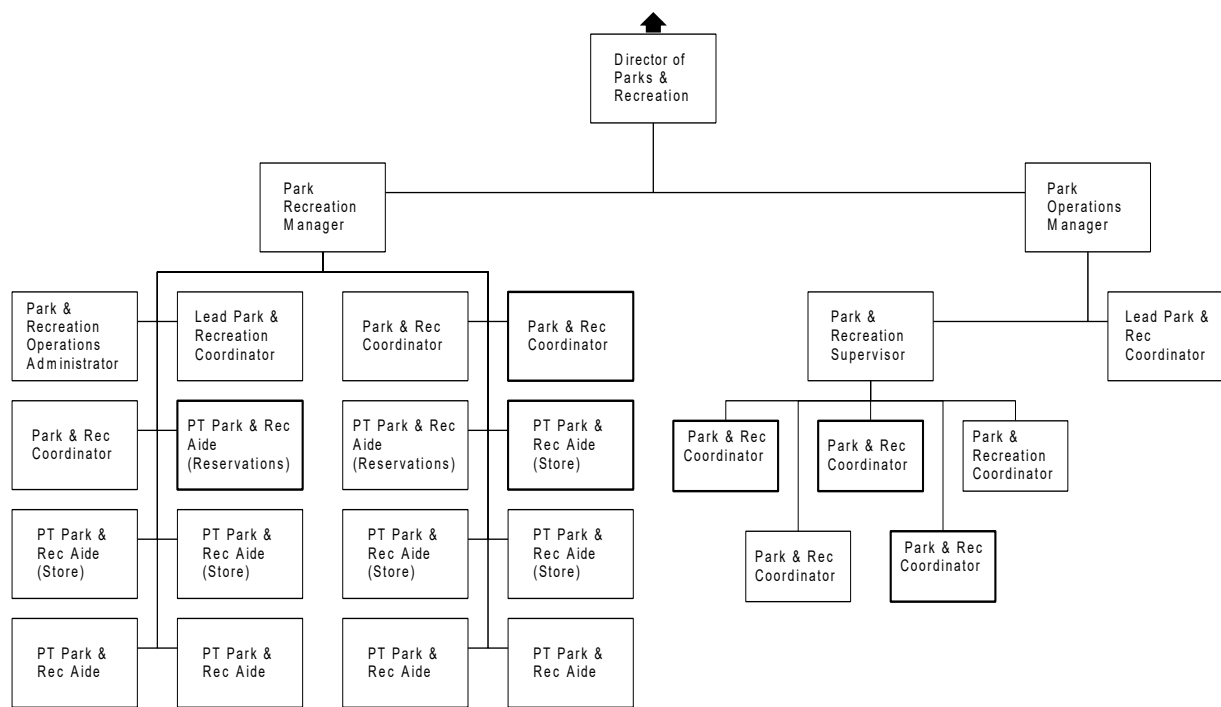 Director of
Parks &
Recreation
Park
Recreation
Manager
Park
Operations
Manager
Park &
Recreation
Operations
Administrator
Lead Park &
Recreation
Coordinator
Park & Rec
Coordinator
Park & Rec
Coordinator
Park &
Recreation
Supervisor
Lead Park &
Rec
Coordinator
Park & Rec
Coordinator
PT Park & Rec
Aide
(Reservations)
PT Park & Rec
Aide
(Reservations)
PT Park &
Rec Aide
(Store)
Park & Rec
Coordinator
Park & Rec
Coordinator
Park &
Recreation
Coordinator
PT Park &
Rec Aide
(Store)
PT Park &
Rec Aide
(Store)
PT Park &
Rec Aide
(Store)
PT Park &
Rec Aide
(Store)
Park & Rec
Coordinator
Park & Rec
Coordinator
PT Park &
Rec Aide
PT Park &
Rec Aide
PT Park &
Rec Aide
PT Park &
Rec Aide